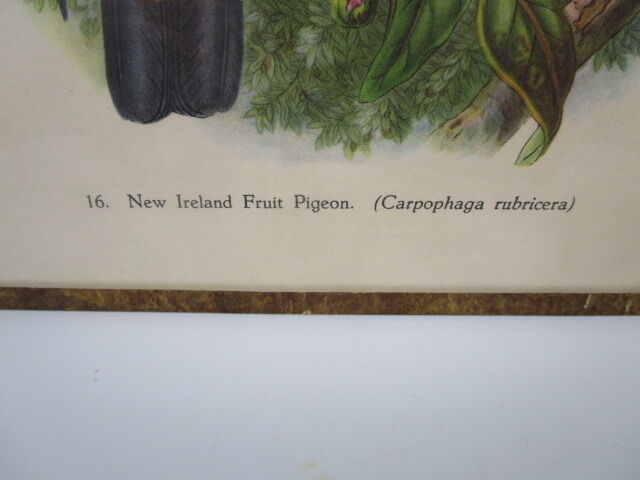 16. New Ireland Fruit Pigeon. (Carpophaga rubricera)